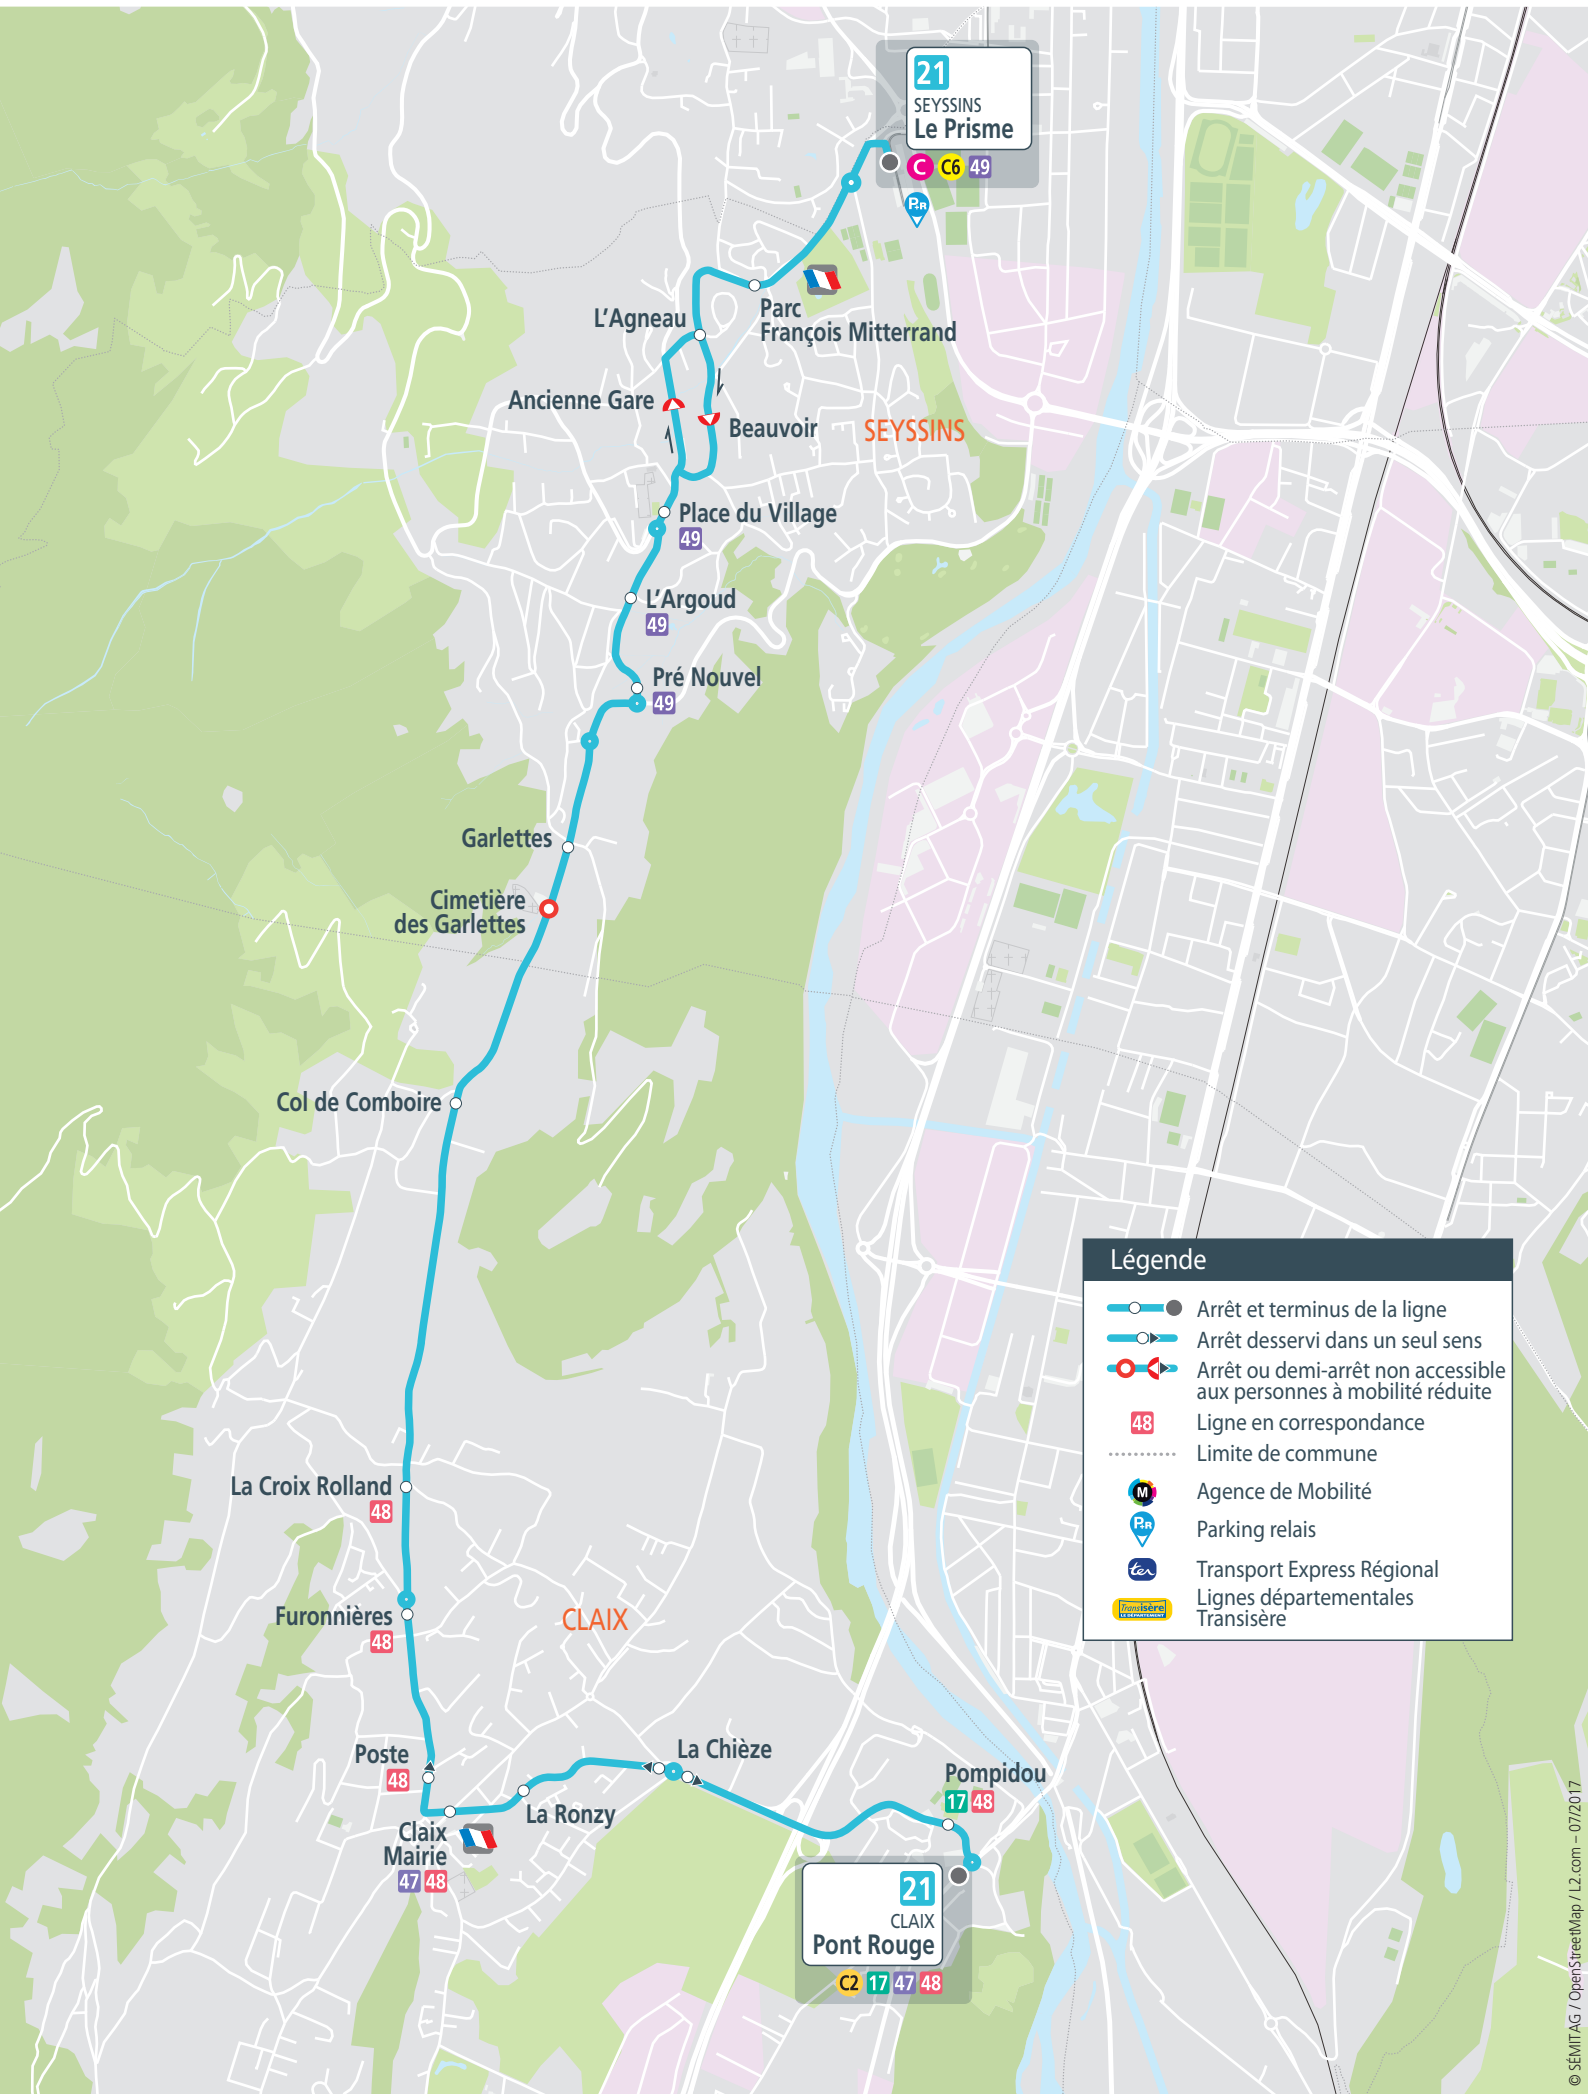 21
SEYSSINS
Le Prisme
C C6 49
P+R
Parc
François Mitterrand
L'Agneau
Ancienne Gare
Beauvoir
SEYSSINS
Place du Village
49
L'Argoud
49
Pré Nouvel
49
Garlettes
Cimetière
des Garlettes
Col de Comboire
La Croix Rolland
48
Furonnières
48
CLAIX
Poste
48
Claix
Mairie
47 48
La Ronzy
La Chièze
Pompidou
17 48
21
CLAIX
Pont Rouge
C2 17 47 48
Légende
Arrêt et terminus de la ligne
Arrêt desservi dans un seul sens
Arrêt ou demi-arrêt non accessible
aux personnes à mobilité réduite
48 Ligne en correspondance
Limite de commune
M Agence de Mobilité
P+R Parking relais
ter Transport Express Régional
Transisère
LE DÉPARTEMENT
Lignes départementales
Transisère
© SÉMITAG / OpenStreetMap / L2.com – 07/2017